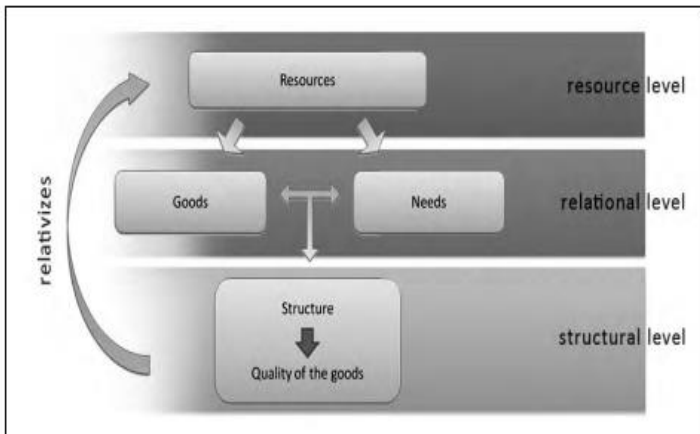 Resources
resource level
Goods
Needs
relational level
relativizes
Structure
structural level
Quality of the goods